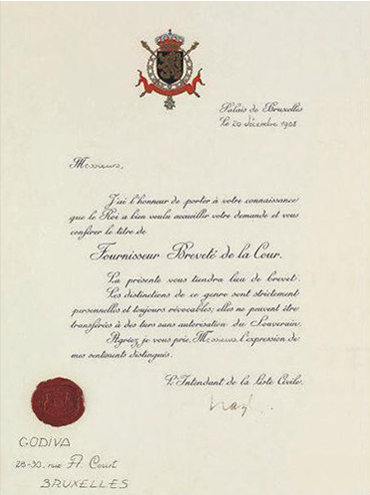 Palais de Bruxelles
Le 20 décembre 1968
Messieurs,
J'ai l'honneur de porter à votre connaissance
que le Roi a bien voulu accueillir votre demande et vous
conférer le titre de
Fournisseur Breveté de la Cour.
La présente vous tiendra lieu de brevet.
Les distinctions de ce genre sont strictement
personnelles et toujours révocables; elles ne peuvent être
transférées à des tiers sans autorisation du Souverain.
Agréez, je vous prie, Messieurs l'expression de
mes sentiments distingués.
L'Intendant de la Liste Civile.
GODIVA
28-30, rue A. Court
BRUXELLES